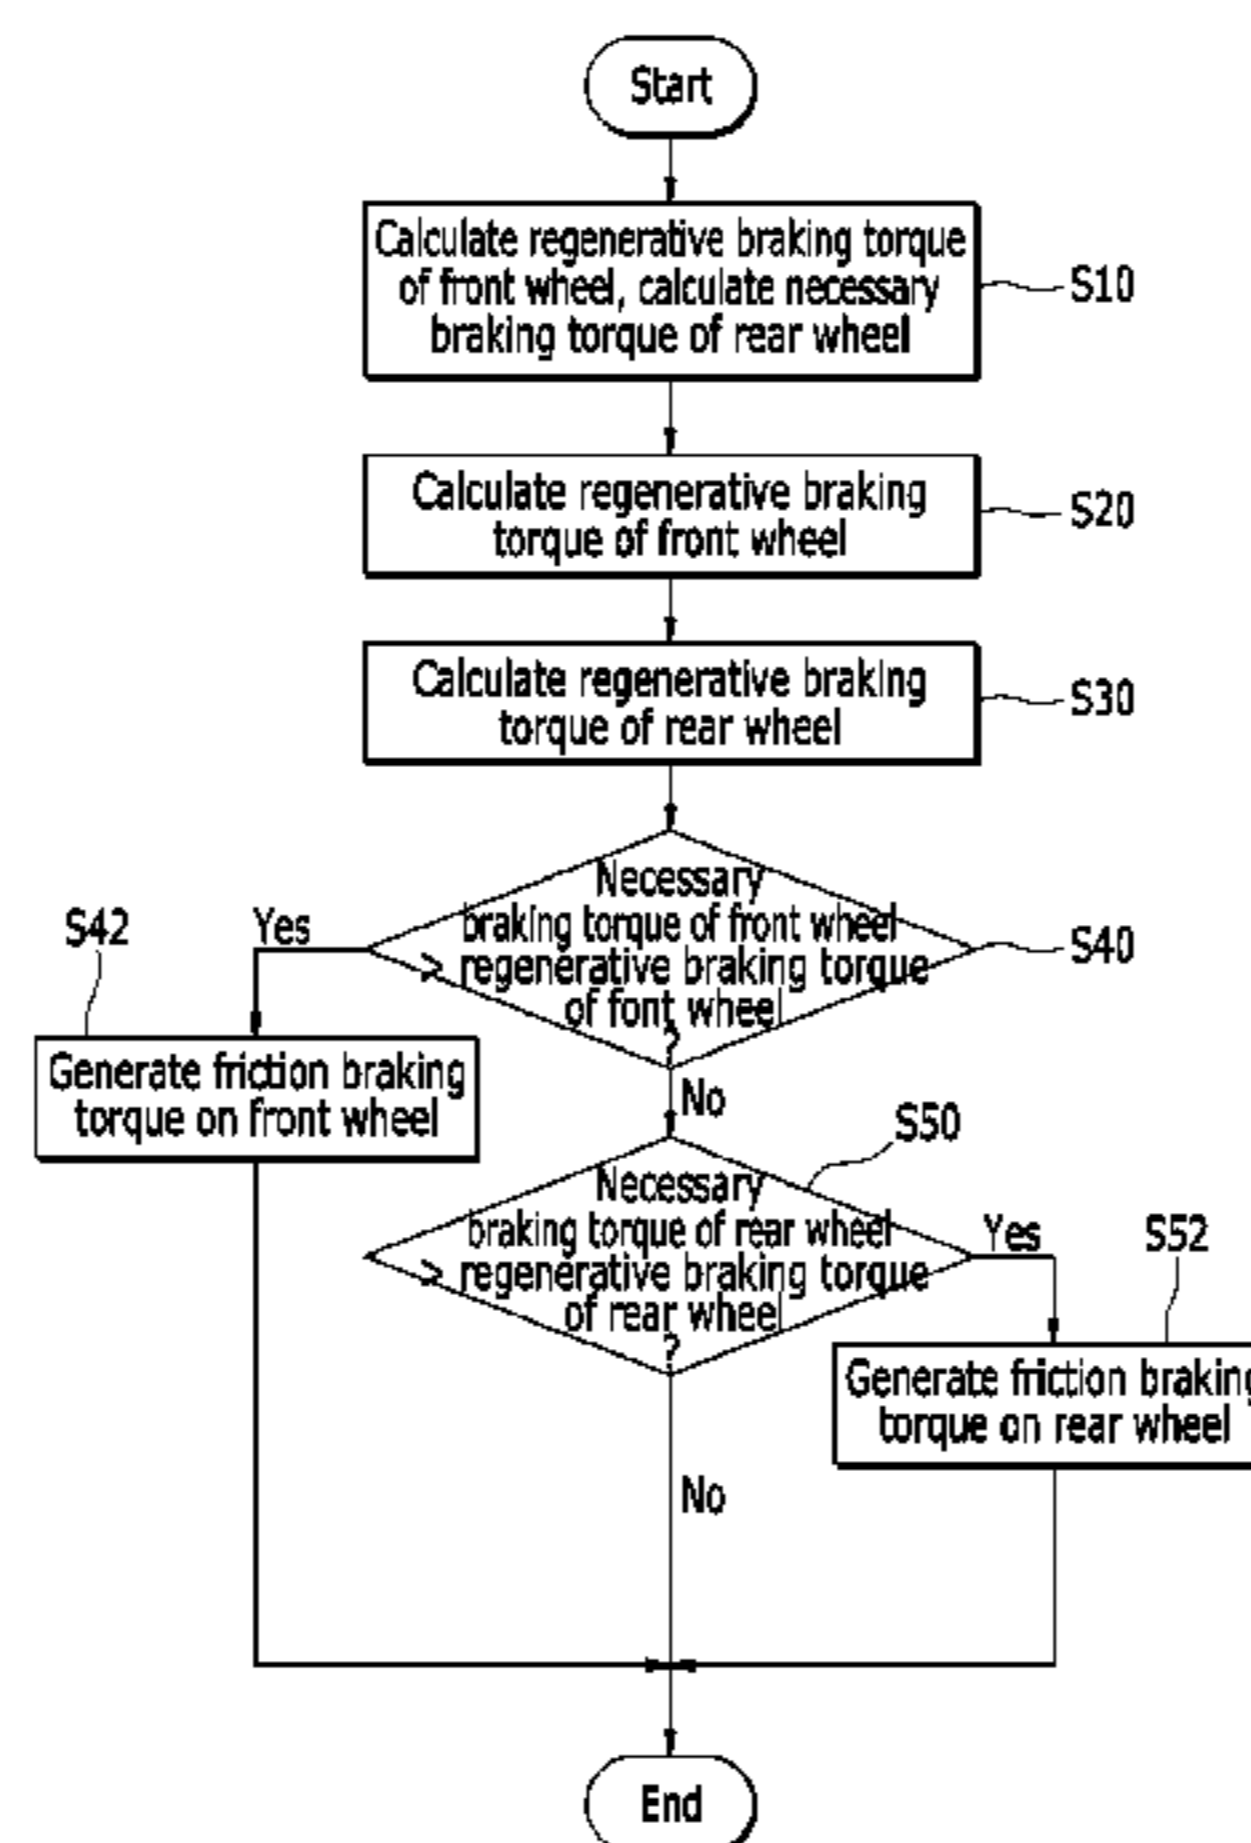 Start
Calculate regenerative braking torque
of front wheel, calculate necessary
braking torque of rear wheel
S10
Calculate regenerative braking
torque of front wheel
S20
Calculate regenerative braking
torque of rear wheel
S30
Necessary
braking torque of front wheel
> regenerative braking torque
of font wheel
?
S40
Yes
S42
Generate friction braking
torque on front wheel
No
S50
Necessary
braking torque of rear wheel
> regenerative braking torque
of rear wheel
?
Yes
S52
Generate friction braking
torque on rear wheel
No
End